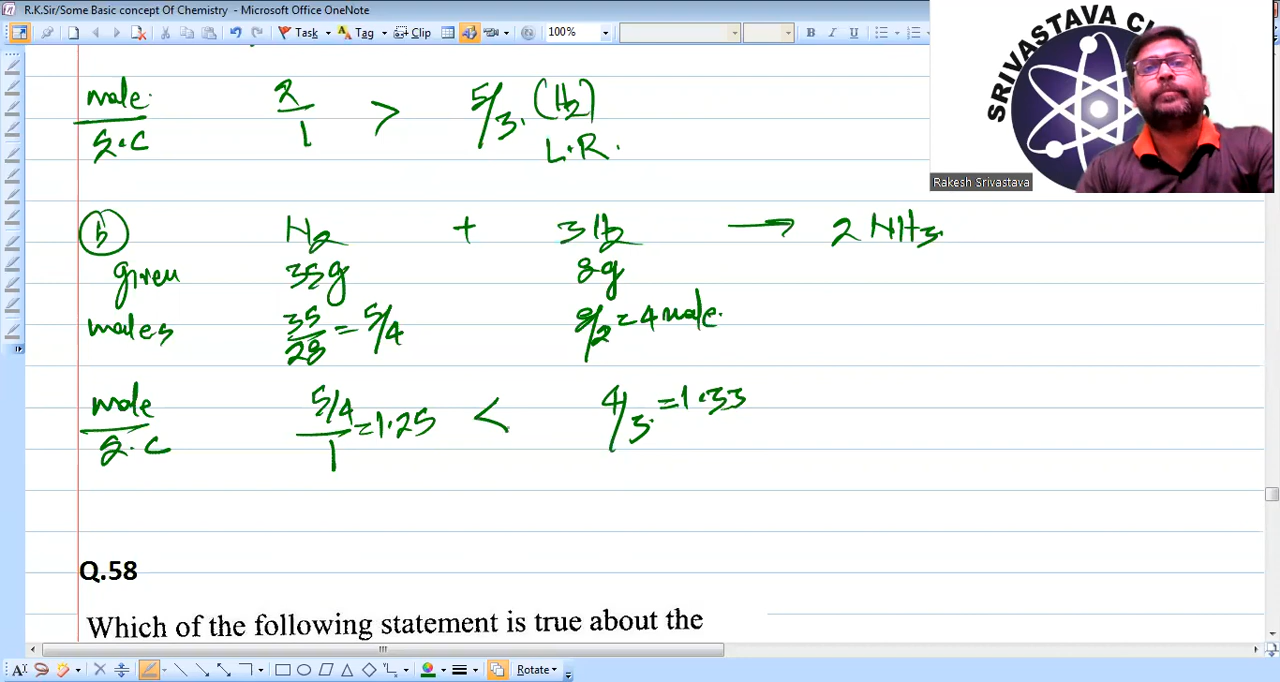 R.K.Sir/Some Basic concept Of Chemistry - Microsoft Office OneNote
Task Tag Clip 100% B I U
SRIVASTAVA CL
Rakesh Srivastava
mole 2/1 > 5/3. (H2)
S.C L.R.
(b) N2 + 3H2 → 2 NH3.
given 35g 8g
moles 35/28 = 5/4 8/2 = 4 mole.
mole/S.C 5/4/1 = 1.25 < 4/3. = 1.33
Q.58
Which of the following statement is true about the
A Rotate